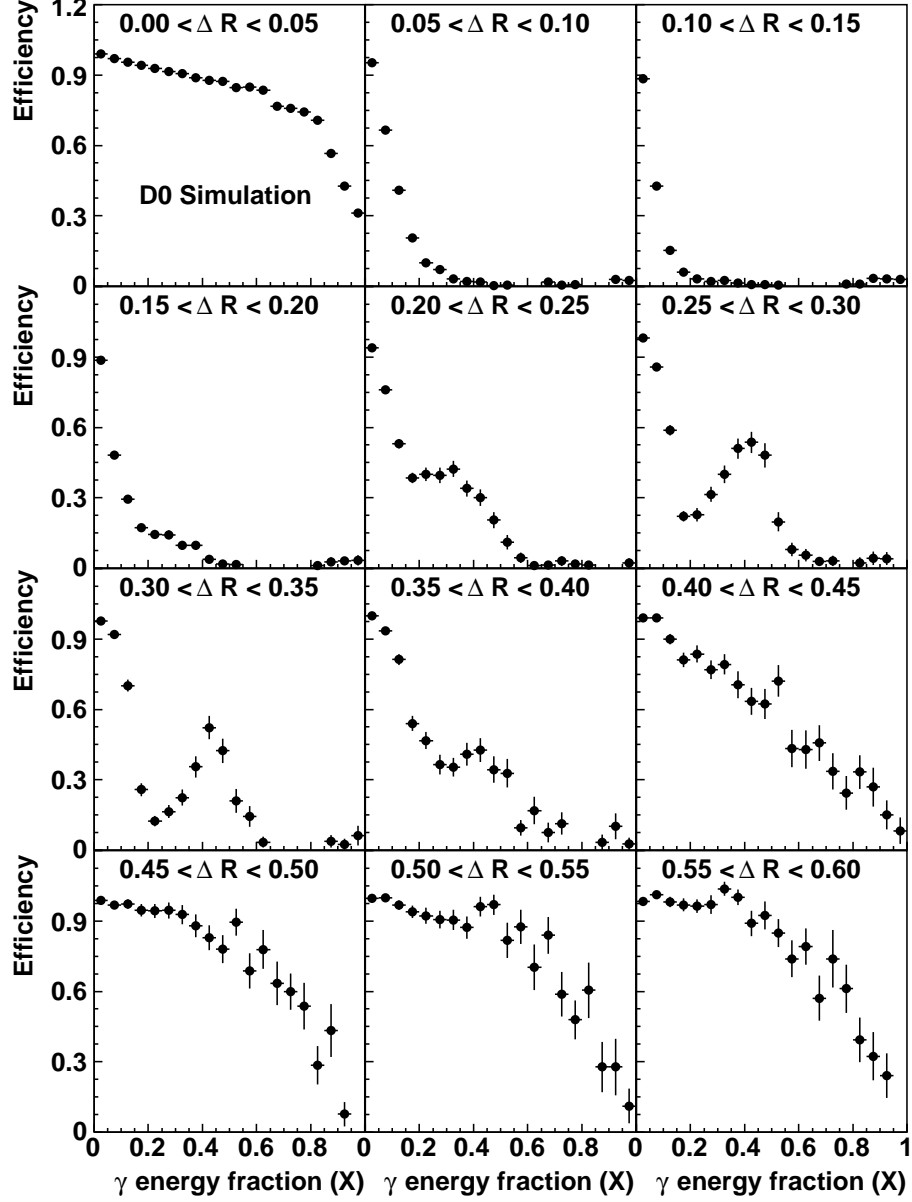 0.00 < Δ R < 0.05
0.05 < Δ R < 0.10
0.10 < Δ R < 0.15
Efficiency
1.2
0.9
0.6
0.3
0
D0 Simulation
0.15 < Δ R < 0.20
0.20 < Δ R < 0.25
0.25 < Δ R < 0.30
Efficiency
0.9
0.6
0.3
0
0.30 < Δ R < 0.35
0.35 < Δ R < 0.40
0.40 < Δ R < 0.45
Efficiency
0.9
0.6
0.3
0
0.45 < Δ R < 0.50
0.50 < Δ R < 0.55
0.55 < Δ R < 0.60
Efficiency
0.9
0.6
0.3
0
0 0.2 0.4 0.6 0.8 0 0.2 0.4 0.6 0.8 0 0.2 0.4 0.6 0.8 1
γ energy fraction (X) γ energy fraction (X) γ energy fraction (X)